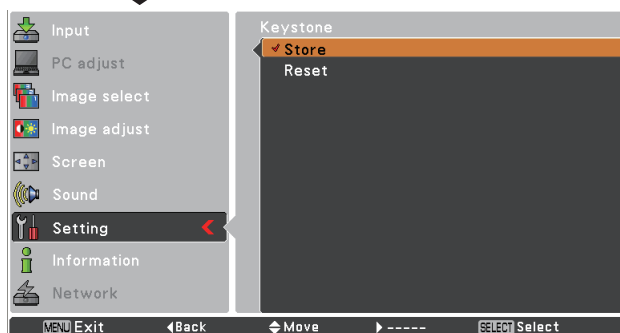 Input
PC adjust
Image select
Image adjust
Screen
Sound
Setting
Information
Network
Keystone
Store
Reset
MENU Exit ◀Back Move ▶----- SELECT Select